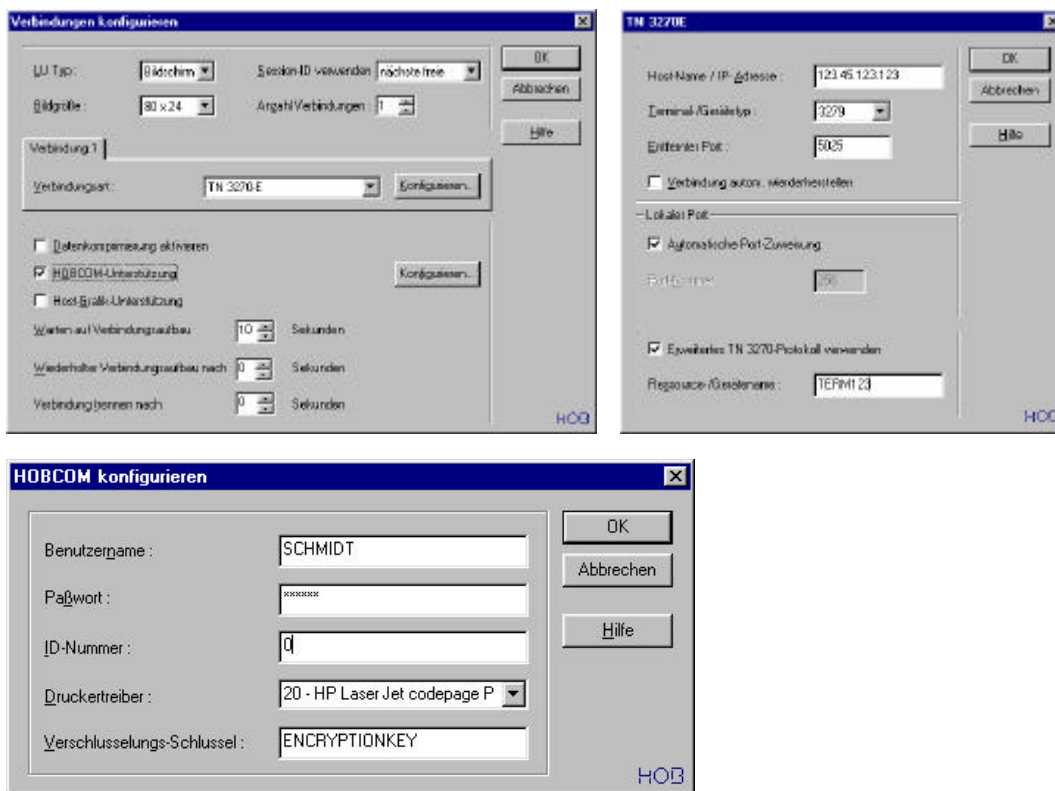 Verbindungen konfigurieren
LU Typ: Bildschirm Session-ID verwenden nächste freie OK
Bildgröße: 80 x 24 Anzahl Verbindungen: 1 Abbrechen
Hilfe
Verbindung 1
Verbindungsart: TN 3270-E Konfigurieren...
Datenkomprimierung aktivieren
HOBCOM-Unterstützung Konfigurieren...
Host-Grafik-Unterstützung
Warten auf Verbindungsaufbau 10 Sekunden
Wiederholter Verbindungsaufbau nach 0 Sekunden
Verbindung trennen nach 0 Sekunden
HOB
TN 3270E
Host-Name / IP-Adresse : 123.45.123.123 OK
Abbrechen
Terminal-/Gerätetyp : 3279
Entfernter Port : 5025 Hilfe
Verbindung autom. wiederherstellen
Lokaler Port
Automatische Port-Zuweisung
Port-Nummer 256
Erweitertes TN 3270-Protokoll verwenden
Ressource-/Gerätename : TERM123
HOB
HOBCOM konfigurieren
Benutzername : SCHMIDT OK
Abbrechen
Paßwort : ××××××
ID-Nummer : 0 Hilfe
Druckertreiber : 20 - HP Laser Jet codepage P
Verschlusselungs-Schlussel : ENCRYPTIONKEY
HOB